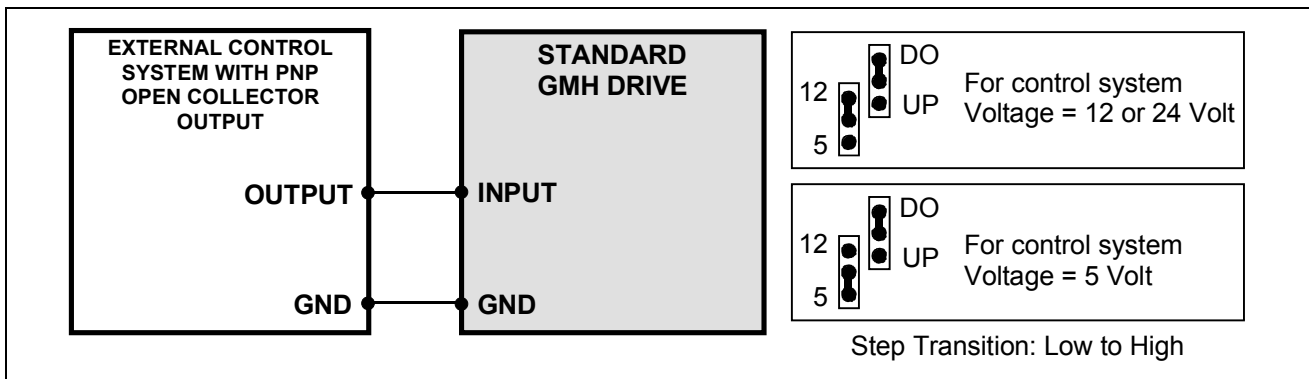 EXTERNAL CONTROL
SYSTEM WITH PNP
OPEN COLLECTOR
OUTPUT
OUTPUT
GND
STANDARD
GMH DRIVE
INPUT
GND
DO
12
UP
5
For control system
Voltage = 12 or 24 Volt
DO
12
UP
5
For control system
Voltage = 5 Volt
Step Transition: Low to High